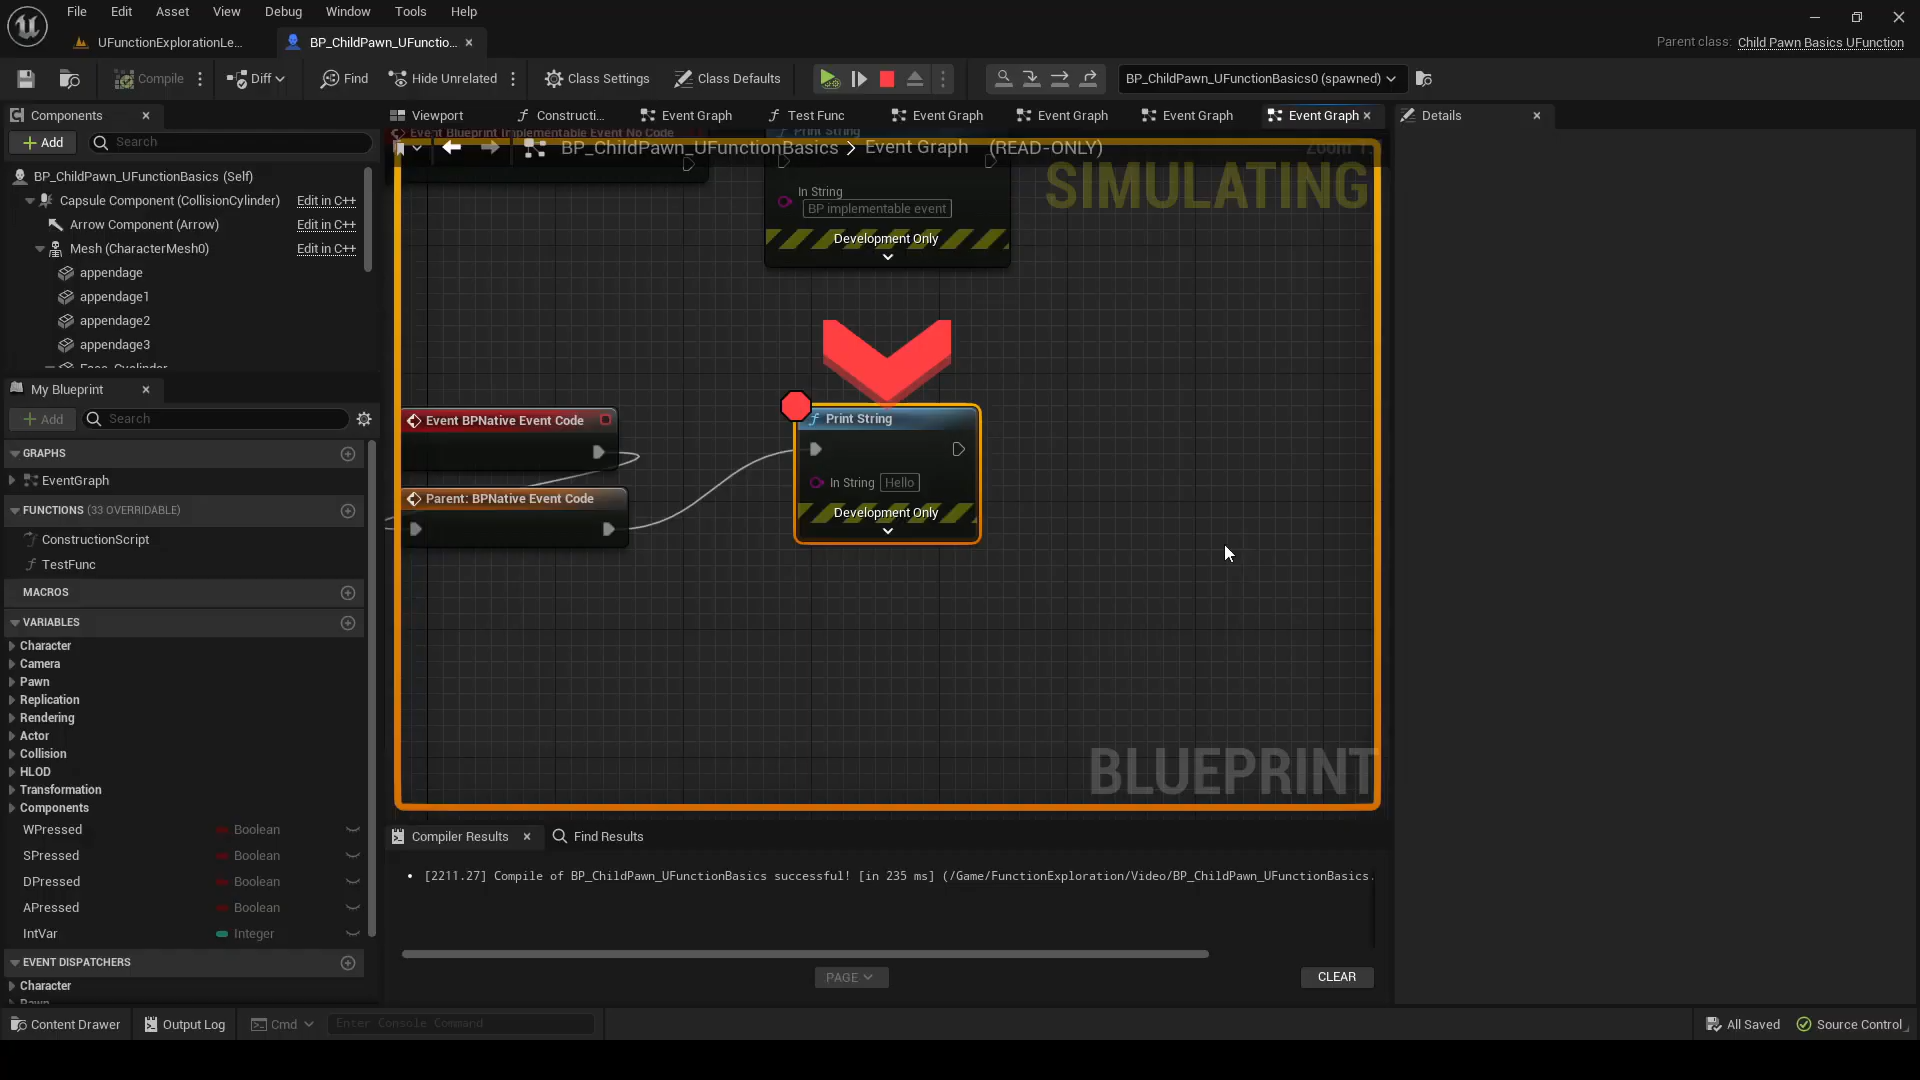 File Edit Asset View Debug Window Tools Help
UFunctionExplorationLe...
BP_ChildPawn_UFunctio...
Parent class: Child Pawn Basics UFunction
Compile
Diff
Find
Hide Unrelated
Class Settings
Class Defaults
BP_ChildPawn_UFunctionBasics0 (spawned)
Components
Viewport
Constructi...
Event Graph
Test Func
Event Graph
Event Graph
Event Graph
Event Graph
Details
Add
Search
Event Blueprint Implementable Event No Code
Print String
BP_ChildPawn_UFunctionBasics > Event Graph (READ-ONLY)
SIMULATING
In String
BP implementable event
Development Only
BP_ChildPawn_UFunctionBasics (Self)
Capsule Component (CollisionCylinder) Edit in C++
Arrow Component (Arrow) Edit in C++
Mesh (CharacterMesh0) Edit in C++
appendage
appendage1
appendage2
appendage3
My Blueprint
Add
Search
GRAPHS
EventGraph
FUNCTIONS (33 OVERRIDABLE)
ConstructionScript
TestFunc
MACROS
VARIABLES
Character
Camera
Pawn
Replication
Rendering
Actor
Collision
HLOD
Transformation
Components
WPressed Boolean
SPressed Boolean
DPressed Boolean
APressed Boolean
IntVar Integer
EVENT DISPATCHERS
Character
Event BPNative Event Code
Parent: BPNative Event Code
Print String
In String Hello
Development Only
BLUEPRINT
Compiler Results
Find Results
• [2211.27] Compile of BP_ChildPawn_UFunctionBasics successful! [in 235 ms] (/Game/FunctionExploration/Video/BP_ChildPawn_UFunctionBasics.
PAGE
CLEAR
Content Drawer
Output Log
Cmd
Enter Console Command
All Saved
Source Control